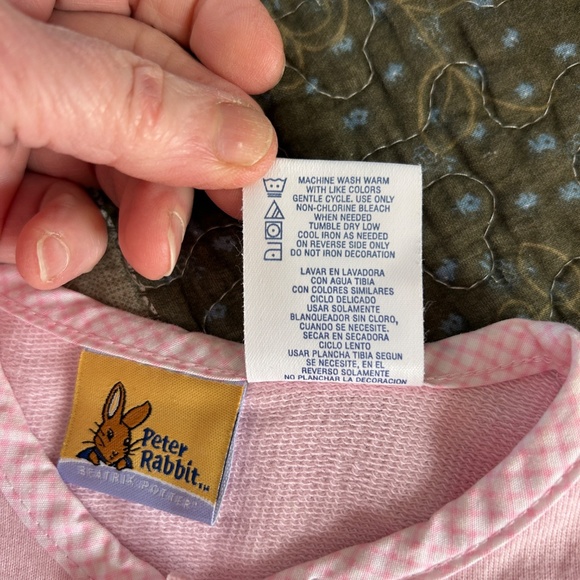 MACHINE WASH WARM
WITH LIKE COLORS
GENTLE CYCLE. USE ONLY
NON-CHLORINE BLEACH
WHEN NEEDED
TUMBLE DRY LOW
COOL IRON AS NEEDED
ON REVERSE SIDE ONLY
DO NOT IRON DECORATION
LAVAR EN LAVADORA
CON AGUA TIBIA
CON COLORES SIMILARES
CICLO DELICADO
USAR SOLAMENTE
BLANQUEADOR SIN CLORO,
CUANDO SE NECESITE.
SECAR EN SECADORA
CICLO LENTO
USAR PLANCHA TIBIA SEGUN
SE NECESITE, EN EL
REVERSO SOLAMENTE
NO PLANCHAR LA DECORACION
Peter
Rabbit™
BEATRIX POTTER™